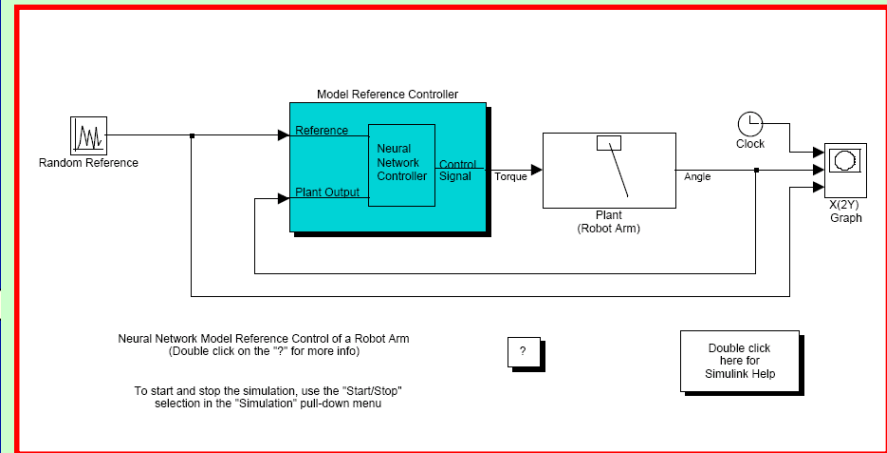 Model Reference Controller
Reference
Neural
Network
Controller
Control
Signal
Plant Output
Random Reference
Torque
Plant
(Robot Arm)
Angle
Clock
X(2Y)
Graph
Neural Network Model Reference Control of a Robot Arm
(Double click on the "?" for more info)
?
Double click
here for
Simulink Help
To start and stop the simulation, use the "Start/Stop"
selection in the "Simulation" pull-down menu